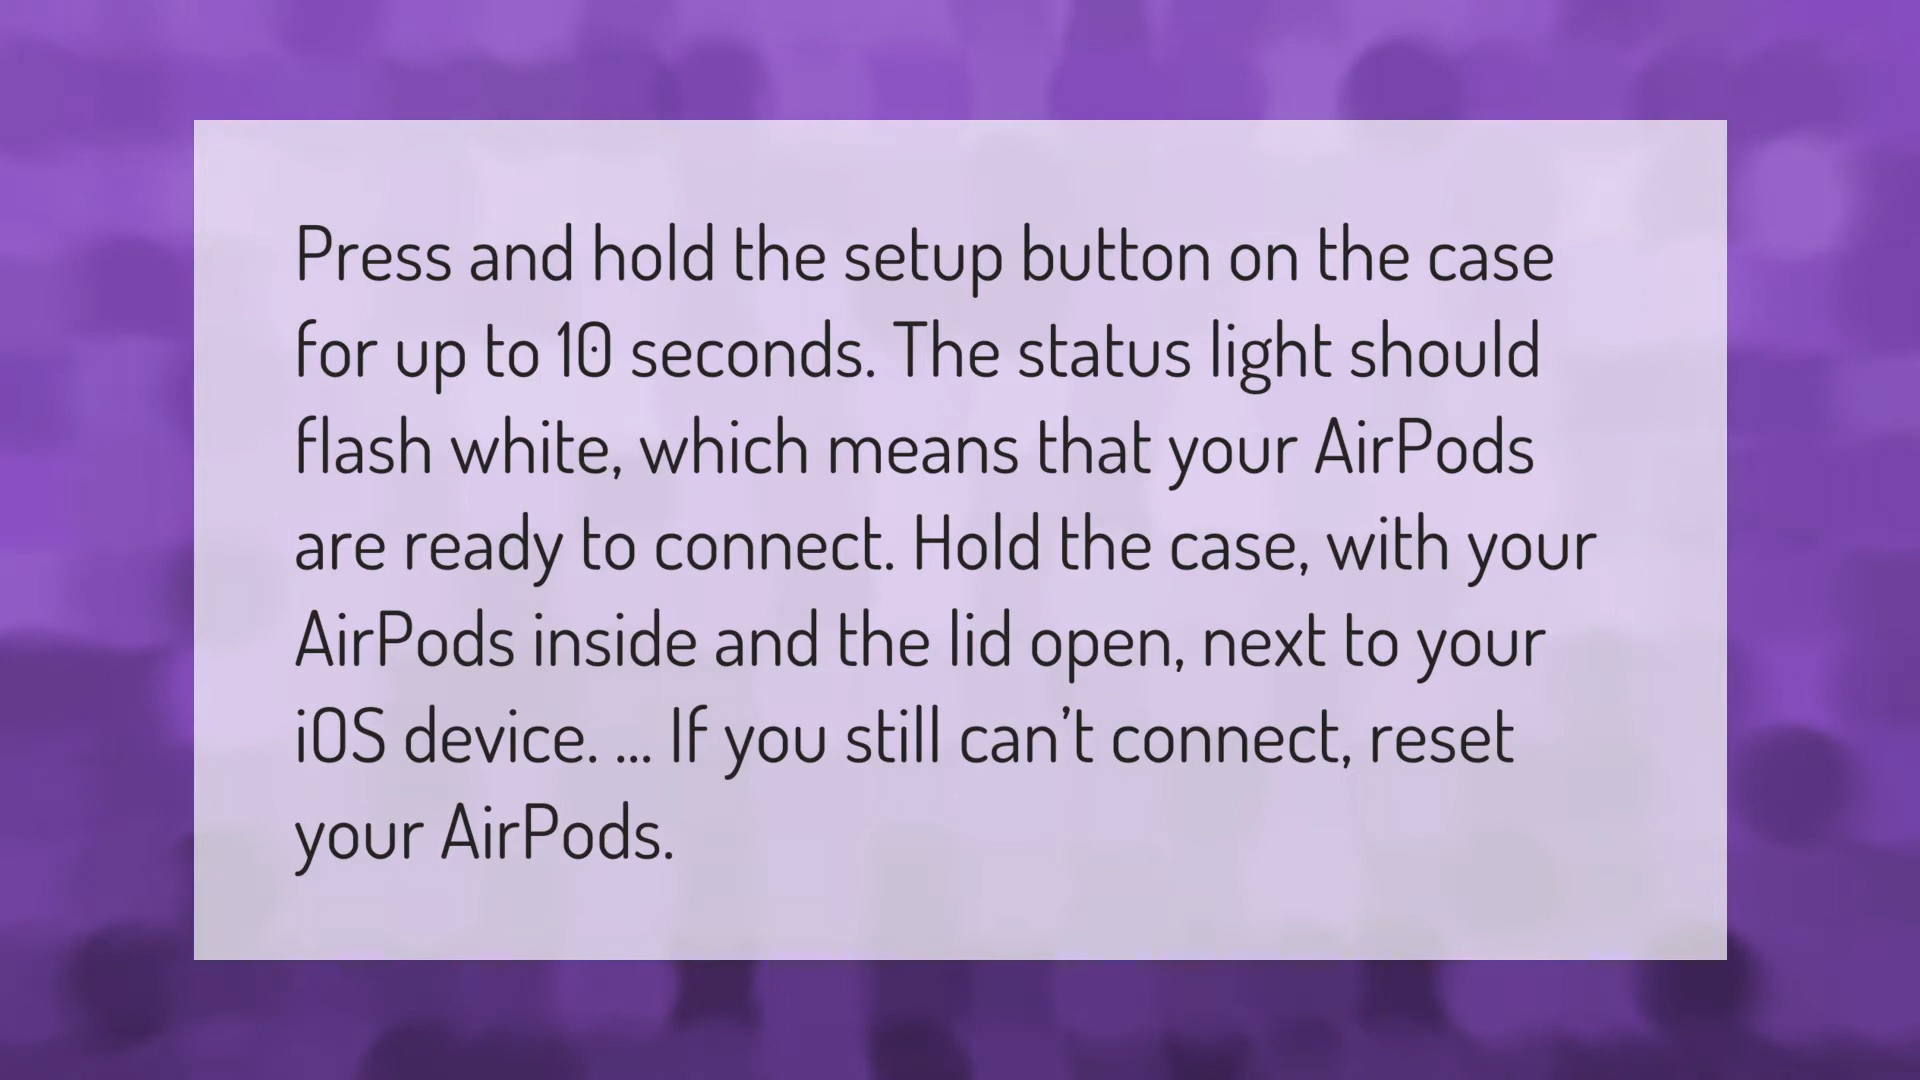 Press and hold the setup button on the case
for up to 10 seconds. The status light should
flash white, which means that your AirPods
are ready to connect. Hold the case, with your
AirPods inside and the lid open, next to your
iOS device. ... If you still can’t connect, reset
your AirPods.